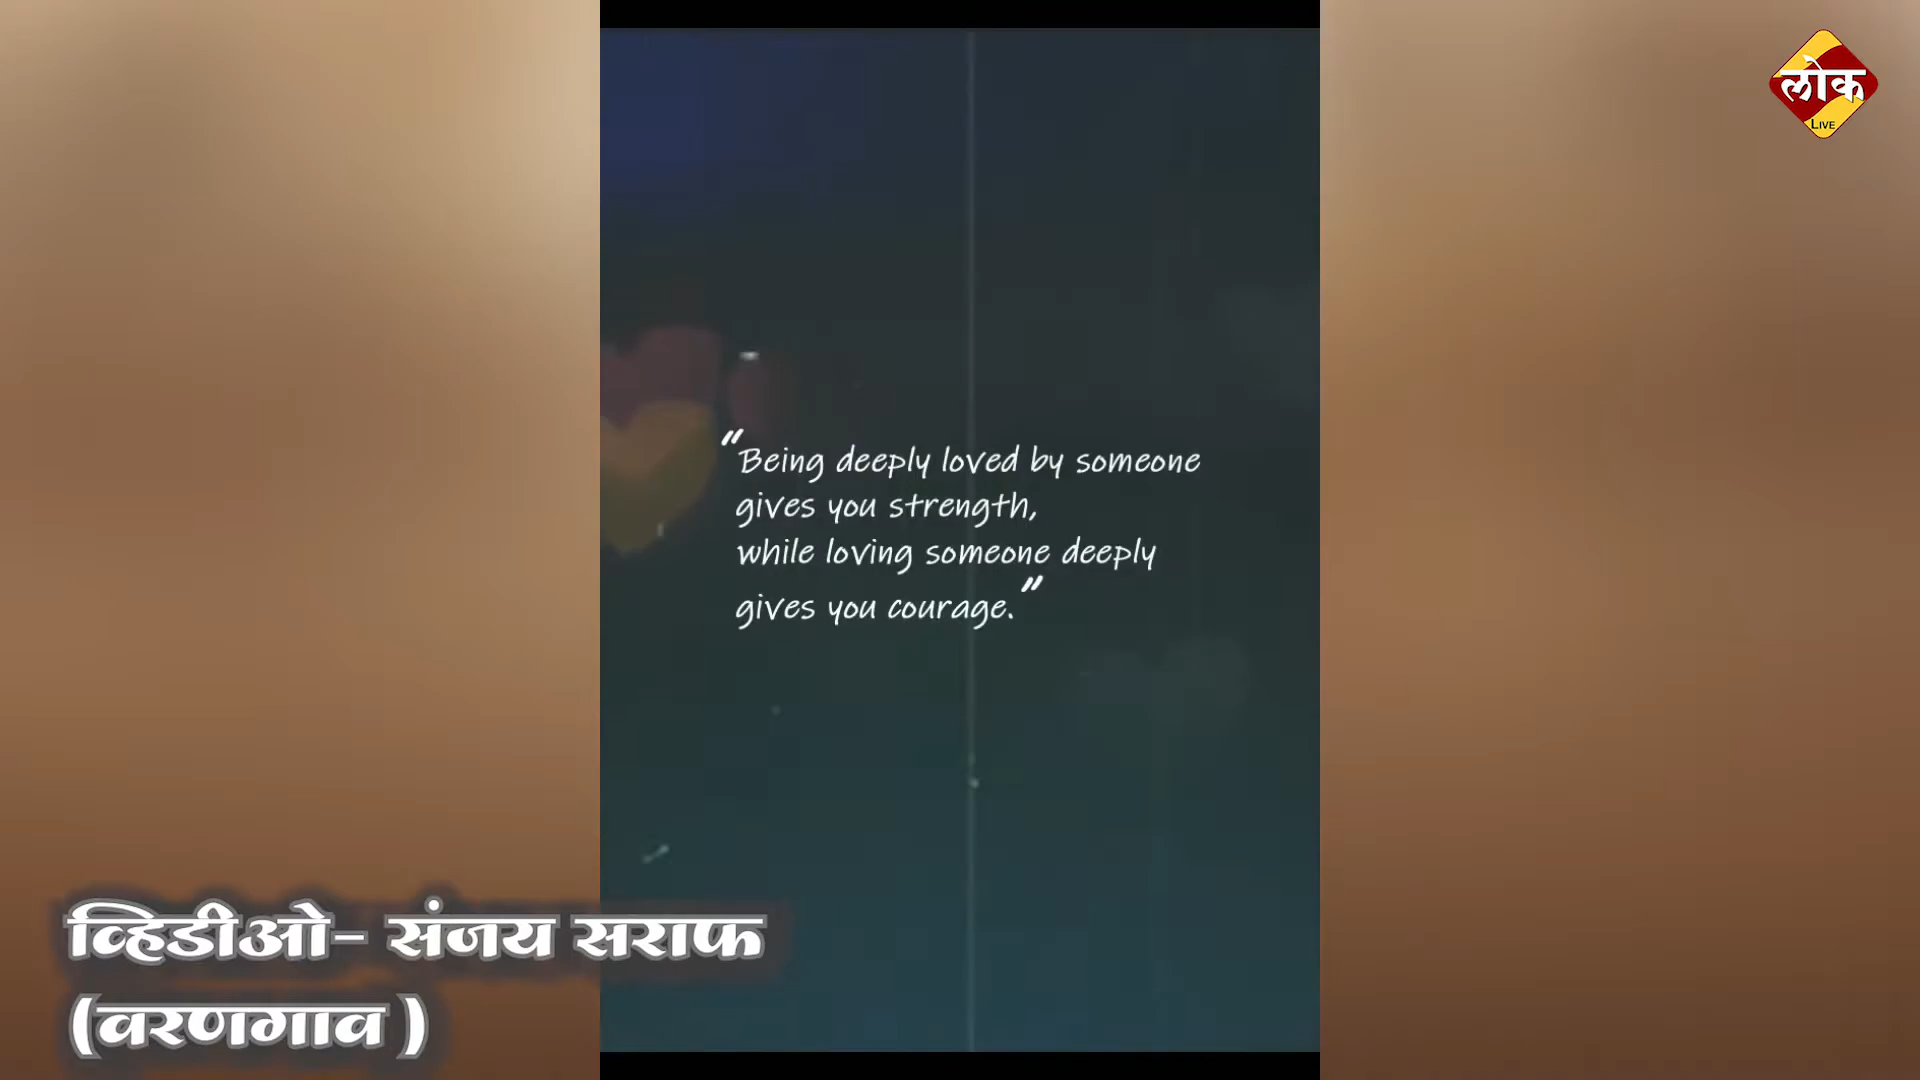 लोक
LIVE
"Being deeply loved by someone
gives you strength,
while loving someone deeply
gives you courage."
व्हिडीओ- संजय सराफ
(वरणगाव )